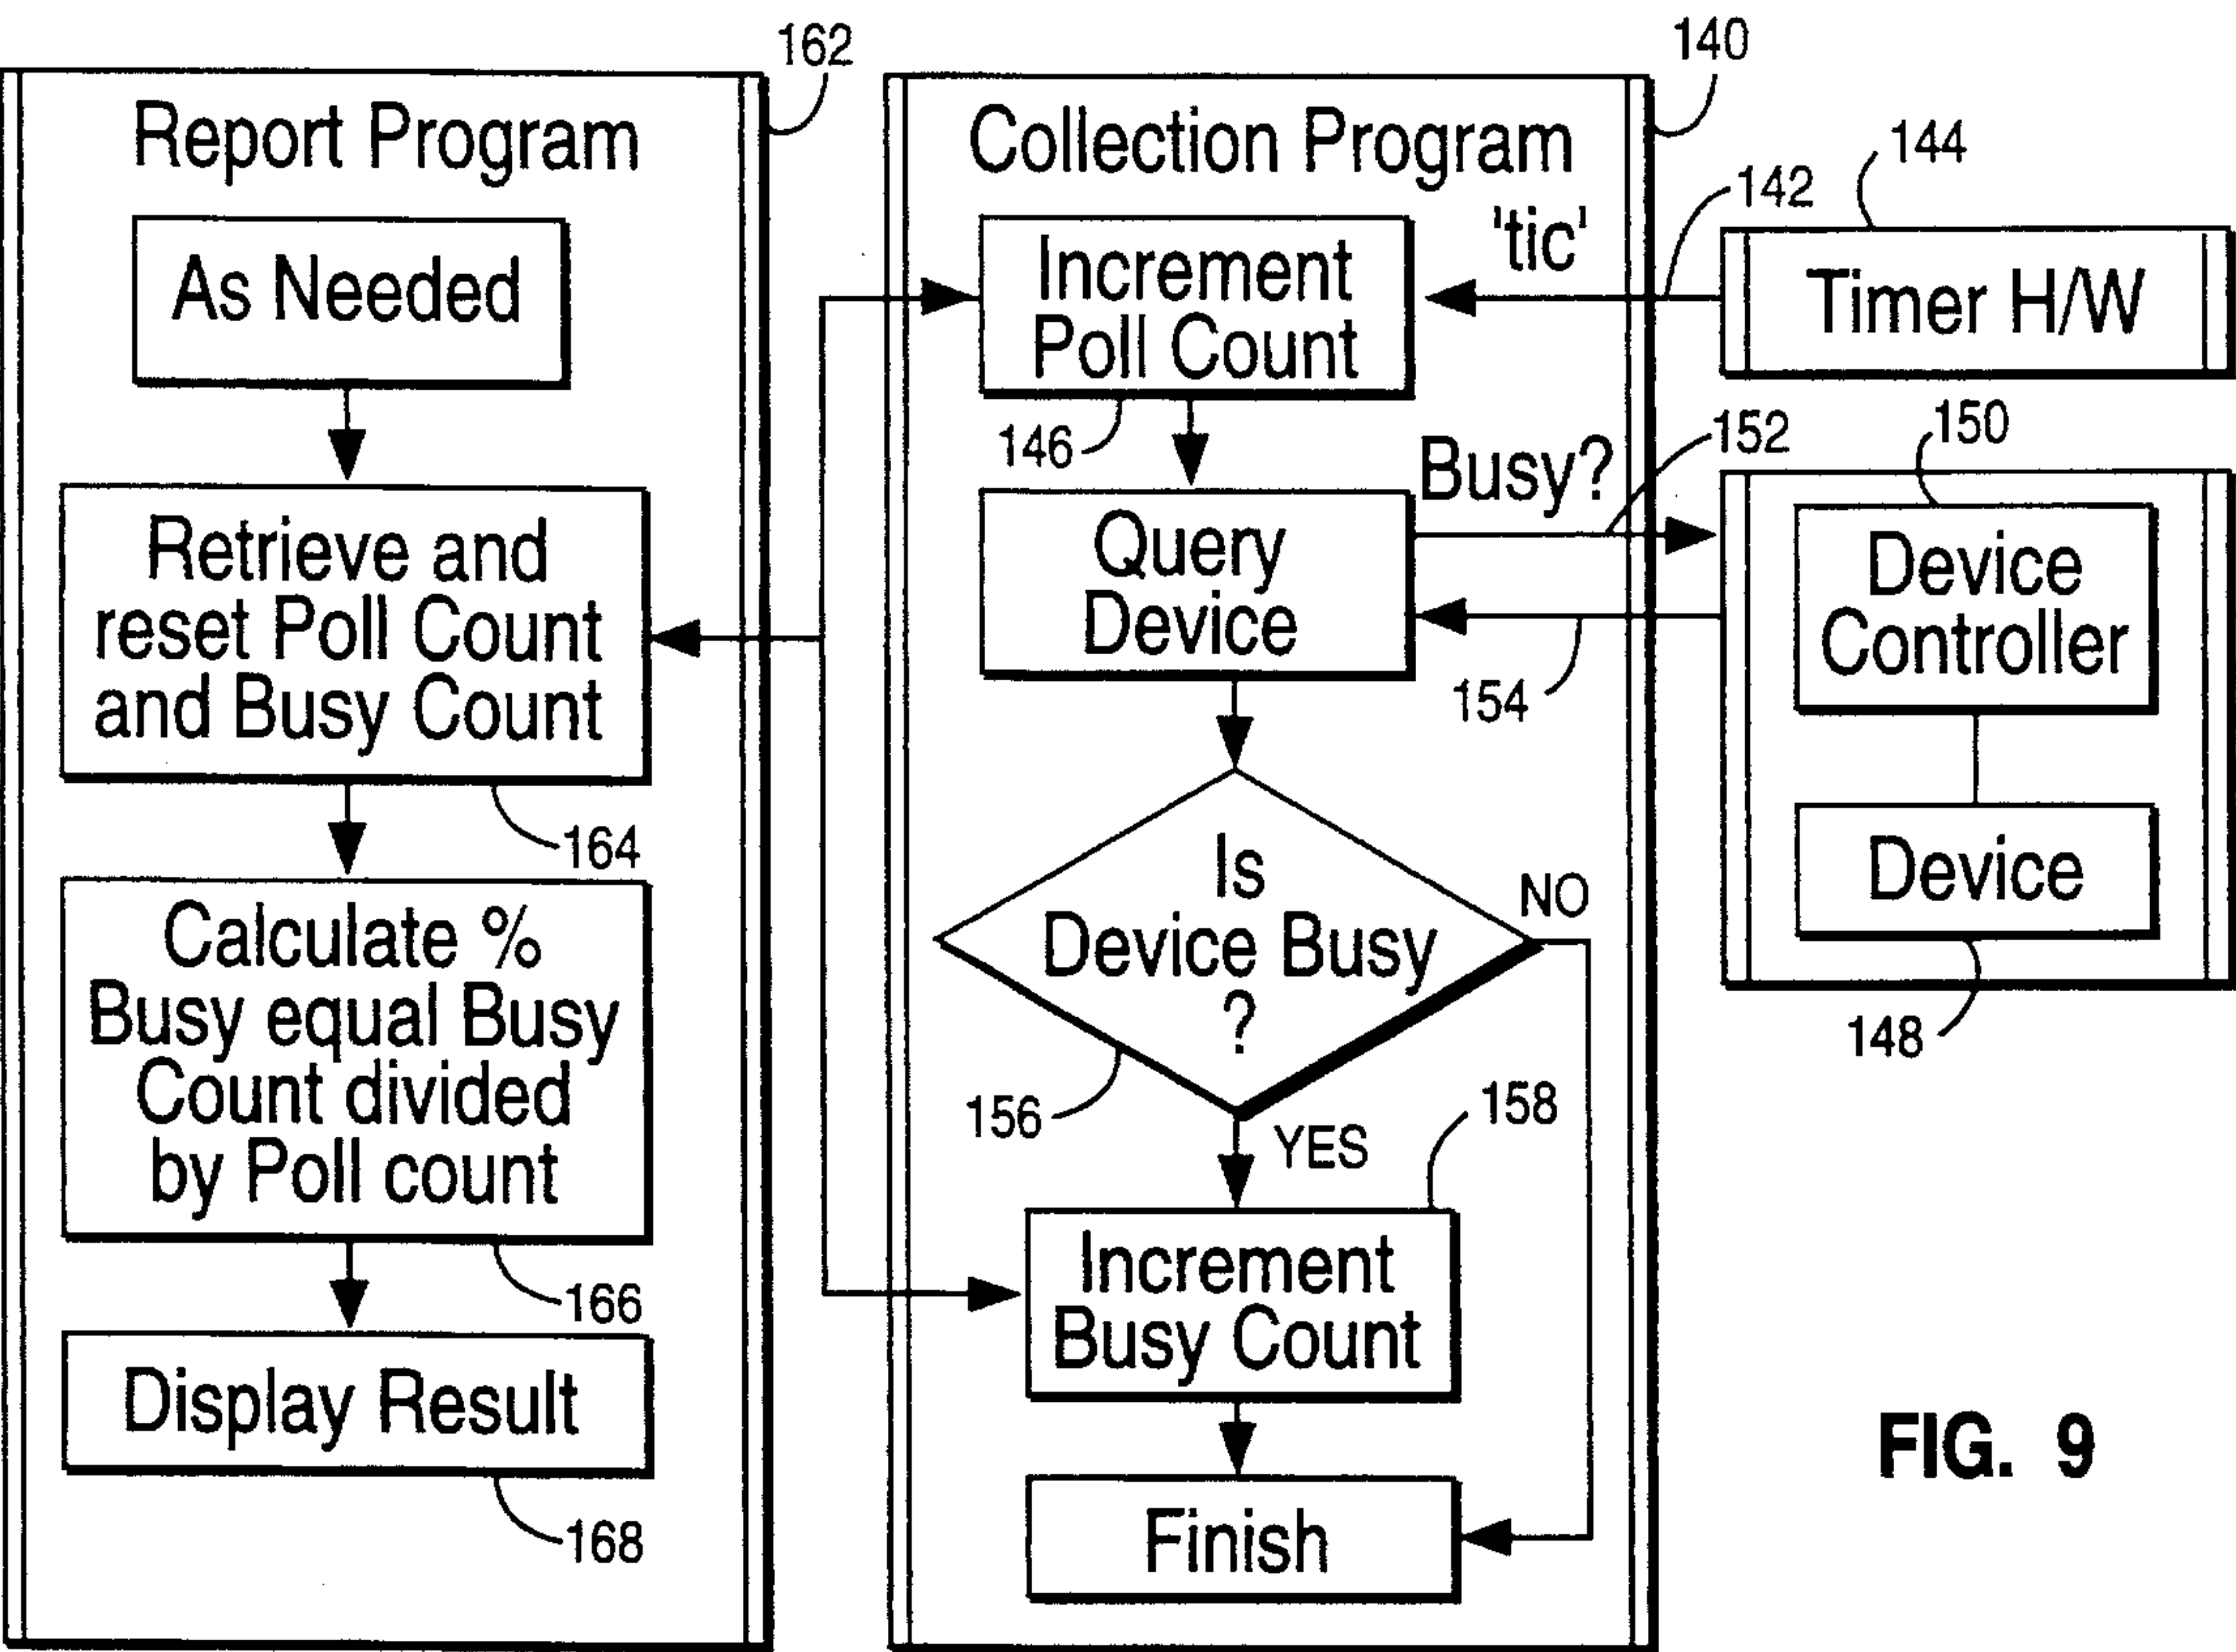 162
Report Program
As Needed
Retrieve and
reset Poll Count
and Busy Count
164
Calculate %
Busy equal Busy
Count divided
by Poll count
166
Display Result
168
140
Collection Program
'tic'
142
144
Timer H/W
Increment
Poll Count
146
Busy?
152
150
Query
Device
154
Device
Controller
Device
148
Is
Device Busy
?
NO
156
YES
158
Increment
Busy Count
Finish
FIG. 9